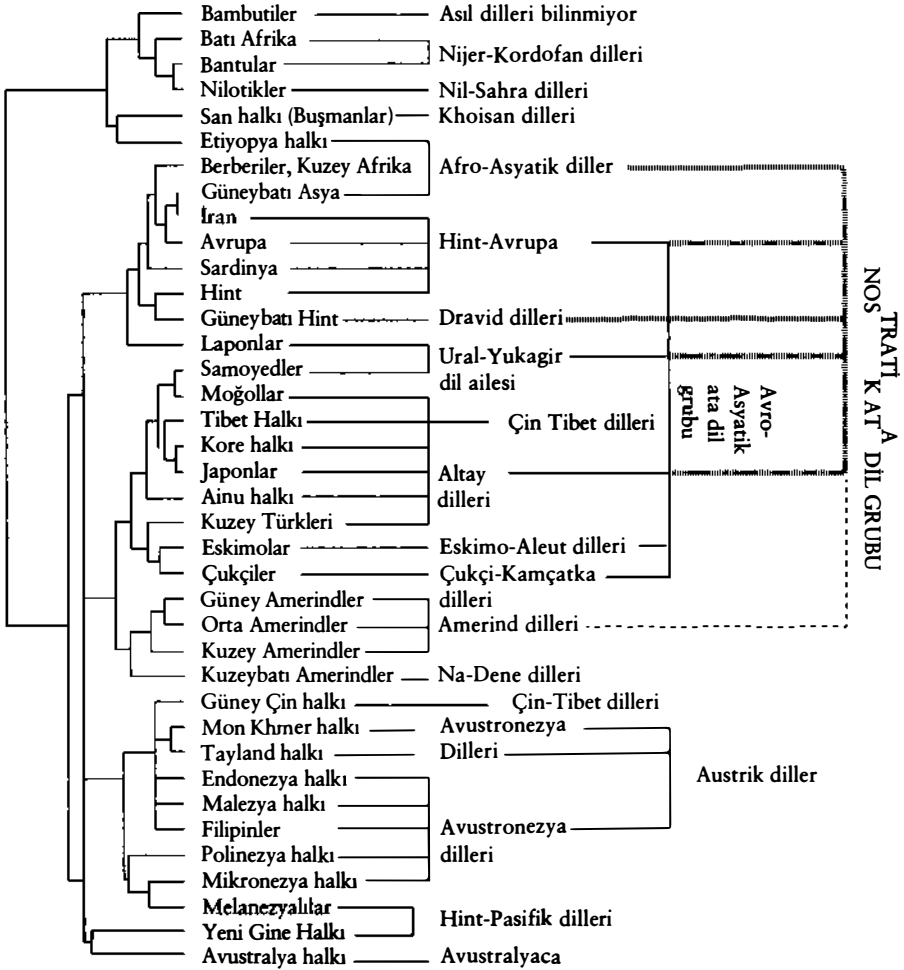 Bambutiler Asıl dilleri bilinmiyor
Batı Afrika
Nijer-Kordofan dilleri
Bantular
Nilotikler Nil-Sahra dilleri
San halkı (Buşmanlar) Khoisan dilleri
Etiyopya halkı
Berberiler, Kuzey Afrika Afro-Asyatik diller
Güneybatı Asya
İran
Avrupa Hint-Avrupa
Sardinya
Hint
Güneybatı Hint Dravid dilleri
Laponlar Ural-Yukagir
Samoyedler dil ailesi
Moğollar
Tibet Halkı Çin Tibet dilleri
Kore halkı
Japonlar Altay
Ainu halkı dilleri
Kuzey Türkleri
Eskimolar Eskimo-Aleut dilleri
Çukçiler Çukçi-Kamçatka
Güney Amerindler dilleri
Orta Amerindler Amerind dilleri
Kuzey Amerindler
Kuzeybatı Amerindler Na-Dene dilleri
Güney Çin halkı Çin-Tibet dilleri
Mon Khmer halkı Avustronezya
Tayland halkı Dilleri
Endonezya halkı Austrik diller
Malezya halkı
Filipinler Avustronezya
Polinezya halkı dilleri
Mikronezya halkı
Melanezyalılar Hint-Pasifik dilleri
Yeni Gine Halkı
Avustralya halkı Avustralyaca
Avro-
Asyatik
ata dil
grubu
NOSTRATİK ATA DİL GRUBU